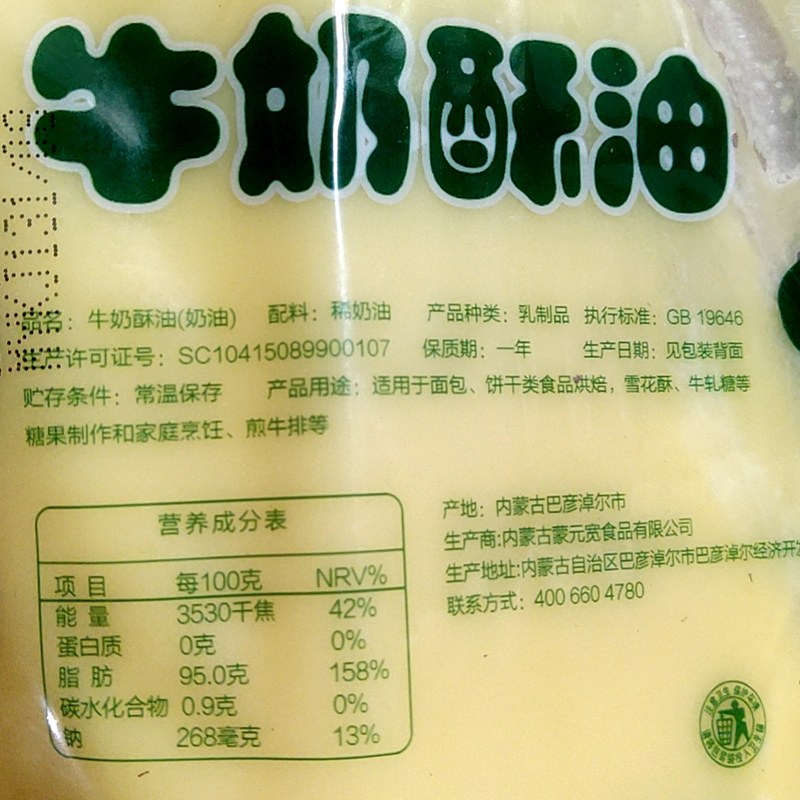 牛奶酥油
品名：牛奶酥油(奶油) 配料：稀奶油 产品种类：乳制品 执行标准：GB 19646
生产许可证号：SC10415089900107 保质期：一年 生产日期：见包装背面
贮存条件：常温保存 产品用途：适用于面包、饼干类食品烘焙，雪花酥、牛轧糖等
糖果制作和家庭烹饪、煎牛排等
营养成分表
项目 每100克 NRV%
能量 3530千焦 42%
蛋白质 0克 0%
脂肪 95.0克 158%
碳水化合物 0.9克 0%
钠 268毫克 13%
产地：内蒙古巴彦淖尔市
生产商:内蒙古蒙元宽食品有限公司
生产地址:内蒙古自治区巴彦淖尔市巴彦淖尔经济开发
联系方式：400 660 4780